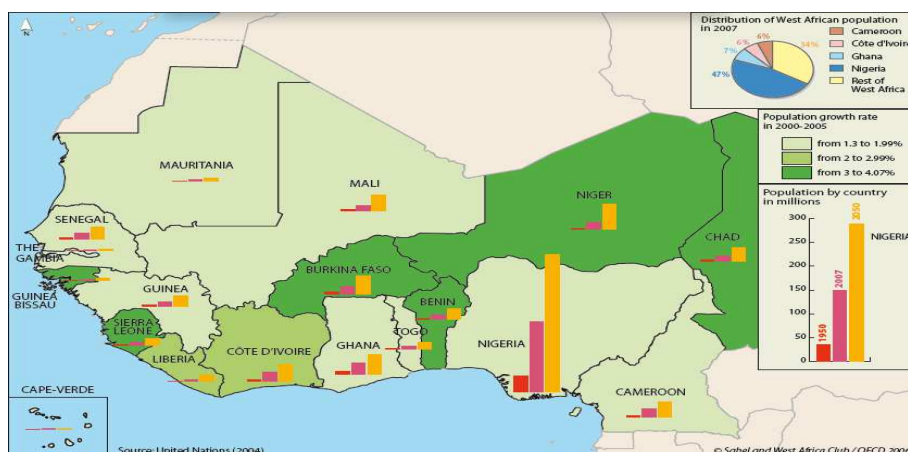 N
Distribution of West African population
in 2007
6%
6%
7%
47%
34%
Cameroon
Côte d'Ivoire
Ghana
Nigeria
Rest of
West Africa
Population growth rate
in 2000-2005
from 1.3 to 1.99%
from 2 to 2.99%
from 3 to 4.07%
Population by country
in millions
300
250
200
150
100
50
0
1950
2007
2050
NIGERIA
MAURITANIA
MALI
NIGER
CHAD
SENEGAL
THE
GAMBIA
GUINEA
BISSAU
GUINEA
SIERRA
LEONE
LIBERIA
CÔTE D'IVOIRE
BURKINA FASO
GHANA
TOGO
BENIN
NIGERIA
CAMEROON
CAPE-VERDE
Source: United Nations (2004)
© Sahel and West Africa Club / OECD 2006